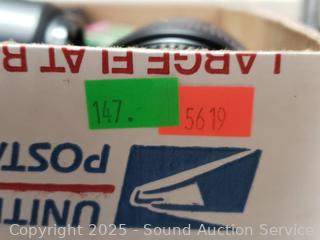 LARGE FLAT R
147.
5619
POSTA
UNITE
Copyright 2025 - Sound Auction Service